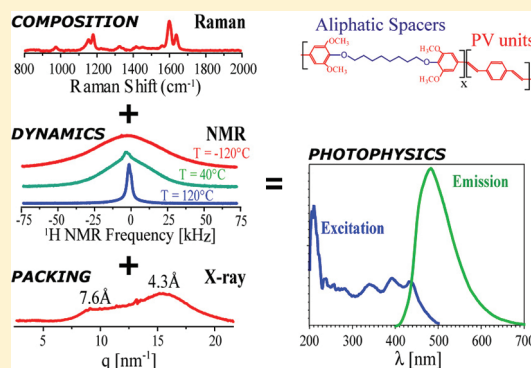 COMPOSITION Raman
800 1000 1200 1400 1600 1800 2000
Raman Shift (cm⁻¹)
+
DYNAMICS NMR
T = -120°C
T = 40°C
T = 120°C
-75 -50 -25 0 25 50 75
¹H NMR Frequency [kHz]
+
PACKING X-ray
7.6Å 4.3Å
5 10 15 20
q [nm⁻¹]
=
Aliphatic Spacers
PV units
OCH₃
O
OCH₃
H₃CO
O
H₃CO
x
PHOTOPHYSICS
Emission
Excitation
200 300 400 500 600 700
λ [nm]